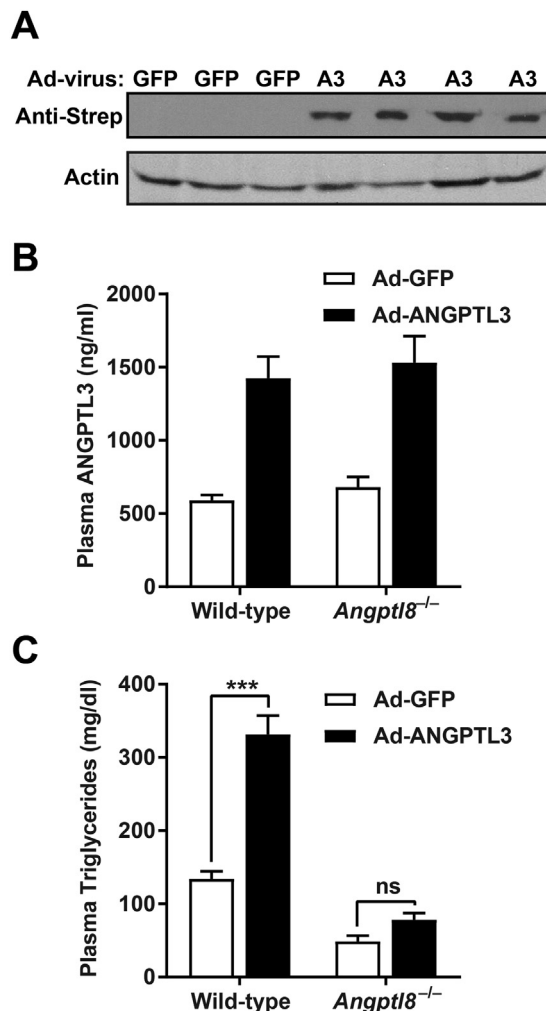 A
Ad-virus: GFP GFP GFP A3 A3 A3 A3
Anti-Strep
Actin
B
Ad-GFP
Ad-ANGPTL3
Plasma ANGPTL3 (ng/ml)
2000
1500
1000
500
0
Wild-type Angptl8–/–
C
Ad-GFP
Ad-ANGPTL3
Plasma Triglycerides (mg/dl)
400
300
200
100
0
***
ns
Wild-type Angptl8–/–